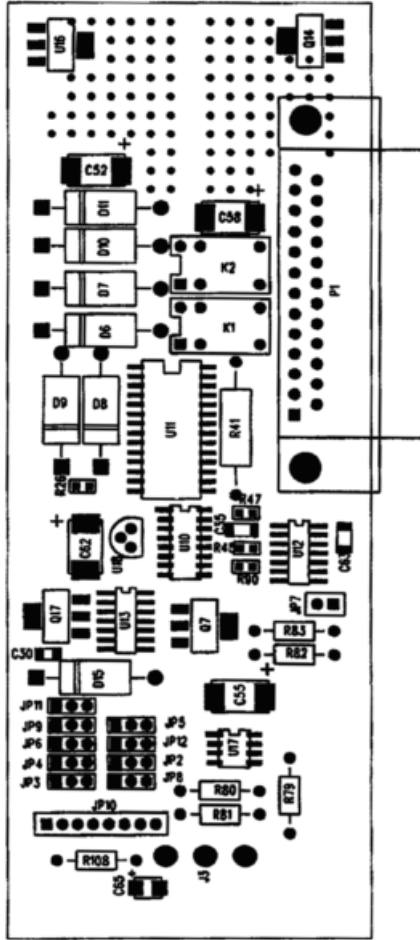 U16
Q14
C52
D11
C58
D10
K2
D7
P1
D6
K1
D9
D8
U11
R41
R26
R47
C35
C62
U10
R45
U12
C63
R90
JP7
Q17
U13
Q7
R83
R82
C30
D15
C55
JP11
JP9
JP5
JP6
JP12
U17
JP4
JP2
JP3
JP8
R80
R79
R81
JP10
R108
J3
C65
+
+
+
+
+